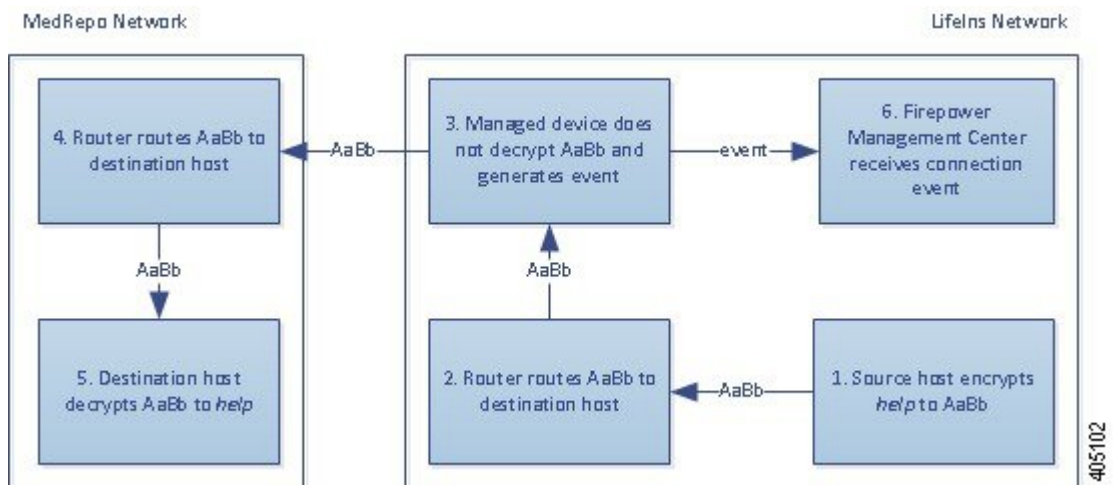 MedRepo Network
LifeIns Network
4. Router routes AaBb to
destination host
AaBb
3. Managed device does
not decrypt AaBb and
generates event
event
6. Firepower
Management Center
receives connection
event
AaBb
AaBb
5. Destination host
decrypts AaBb to help
2. Router routes AaBb to
destination host
AaBb
1. Source host encrypts
help to AaBb
405102